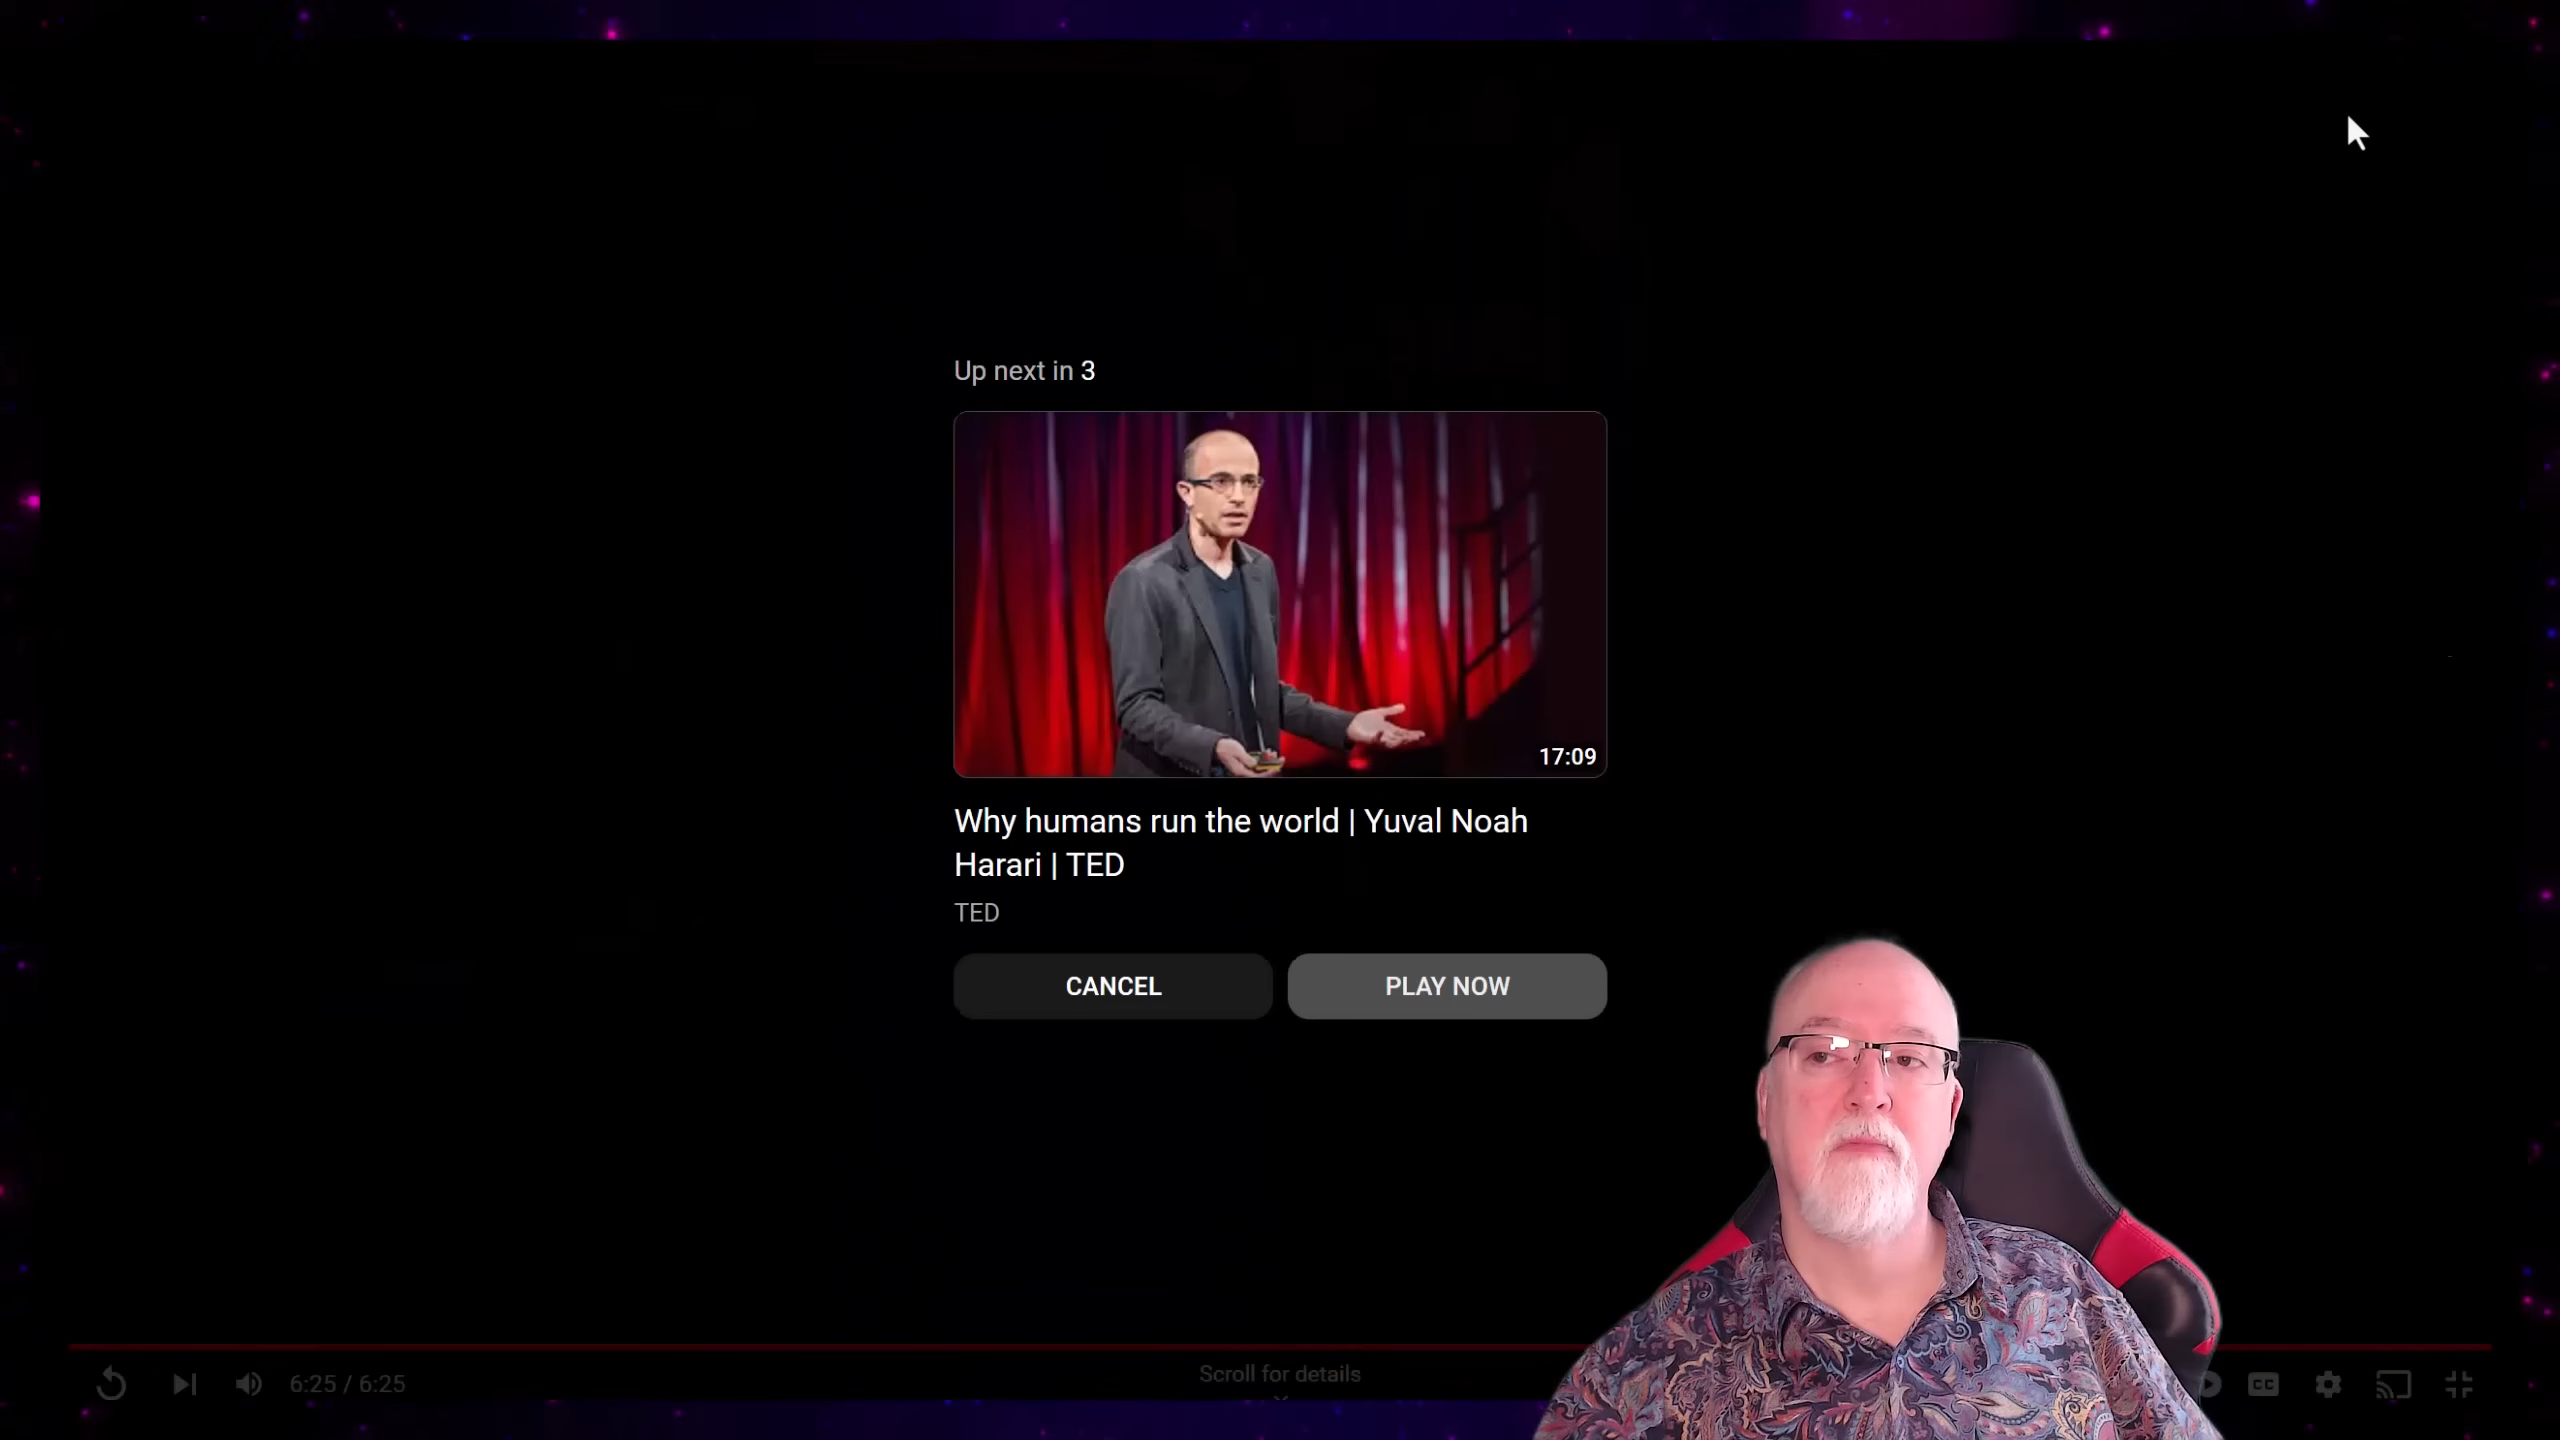 Up next in 3
17:09
Why humans run the world | Yuval Noah
Harari | TED
TED
CANCEL
PLAY NOW
6:25 / 6:25
Scroll for details
CC